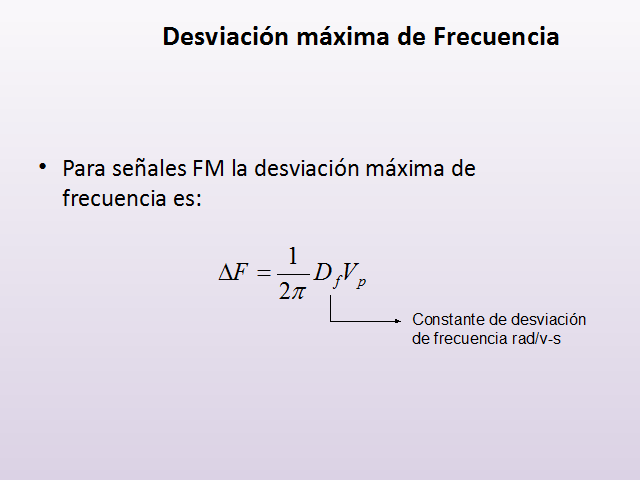 Desviación máxima de Frecuencia
• Para señales FM la desviación máxima de
frecuencia es:
ΔF = 1/2π D_f V_p
Constante de desviación
de frecuencia rad/v-s